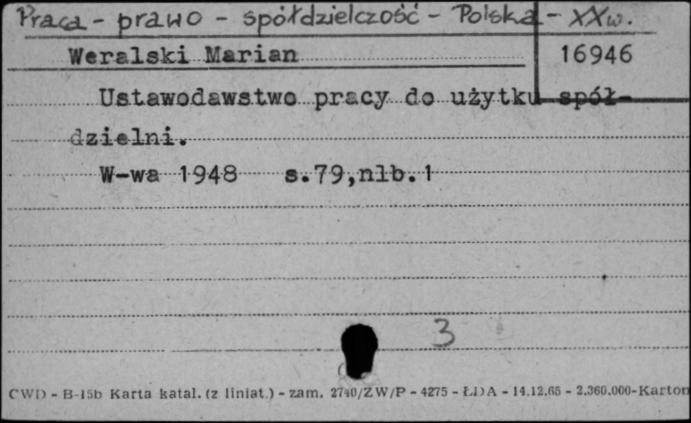 Praca - prawo - spółdzielczość - Polska - XXw.
Weralski Marian 16946
Ustawodawstwo pracy do użytku spół-
dzielni.
W-wa 1948 s.79,nlb.1
3
CWD - B-15b Karta katal. (z liniat.) - zam. 2740/ZW/P - 4275 - ŁDA - 14.12.65 - 2.360.000-Karton